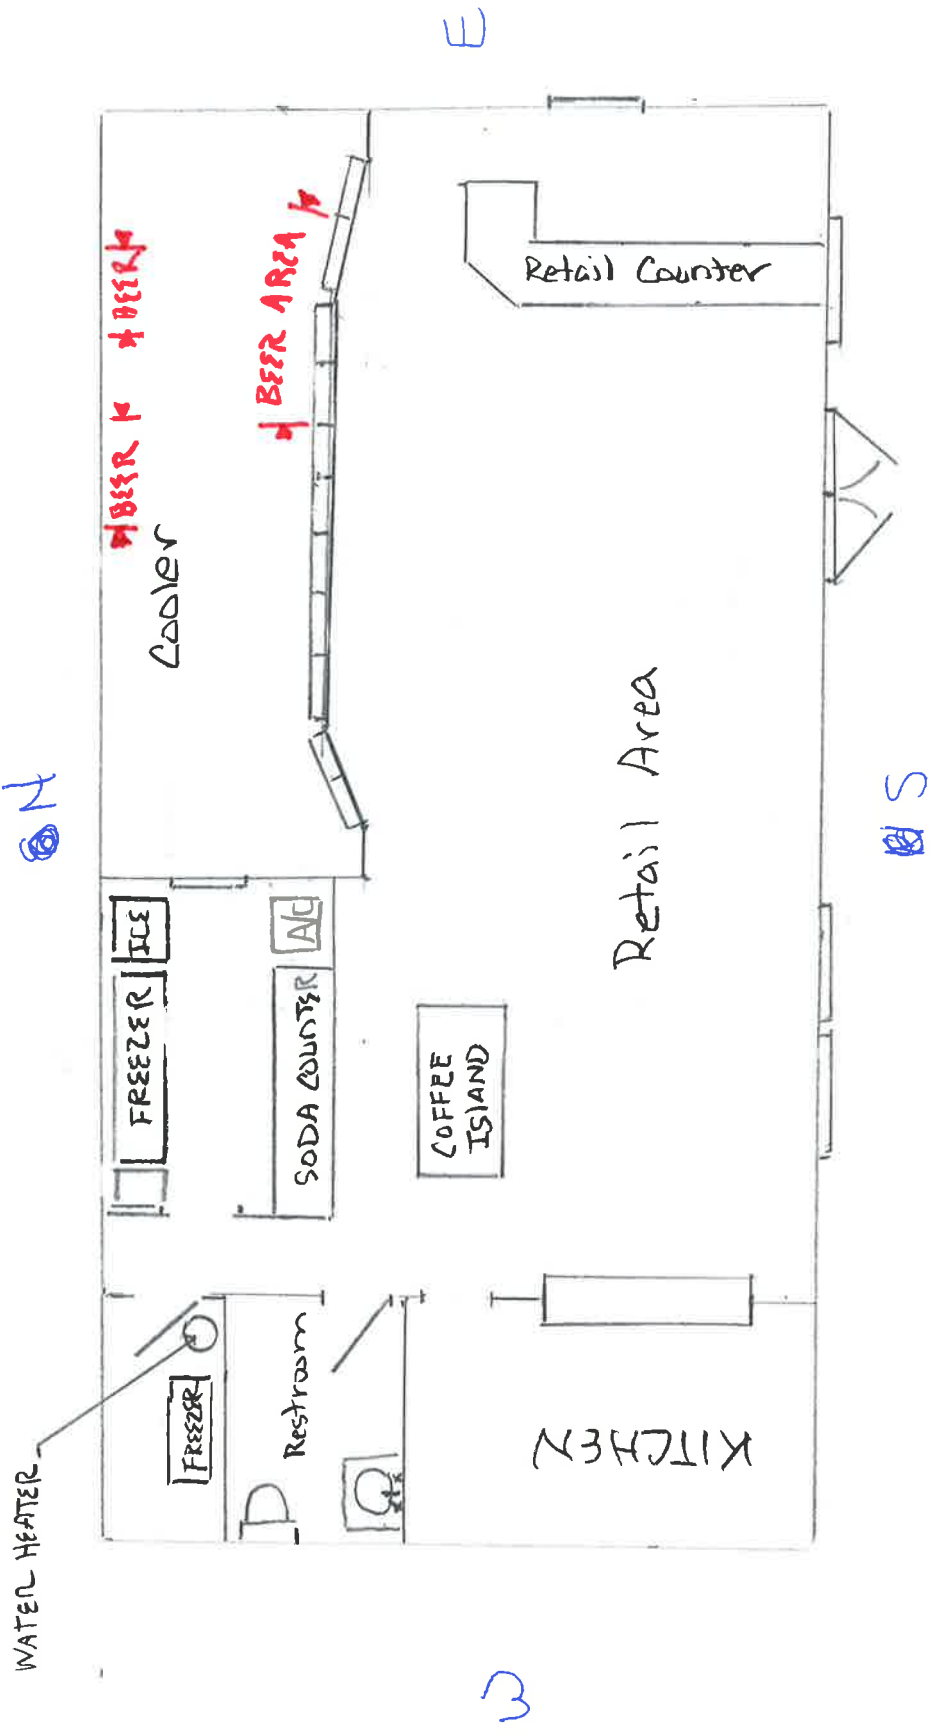 E
BEER
BEER
BEER AREA
Retail Counter
Cooler
N
S
Retail Area
ICE
A/C
FREEZER
SODA COUNTER
COFFEE
ISLAND
WATER HEATER
FREEZER
Restroom
KITCHEN
W